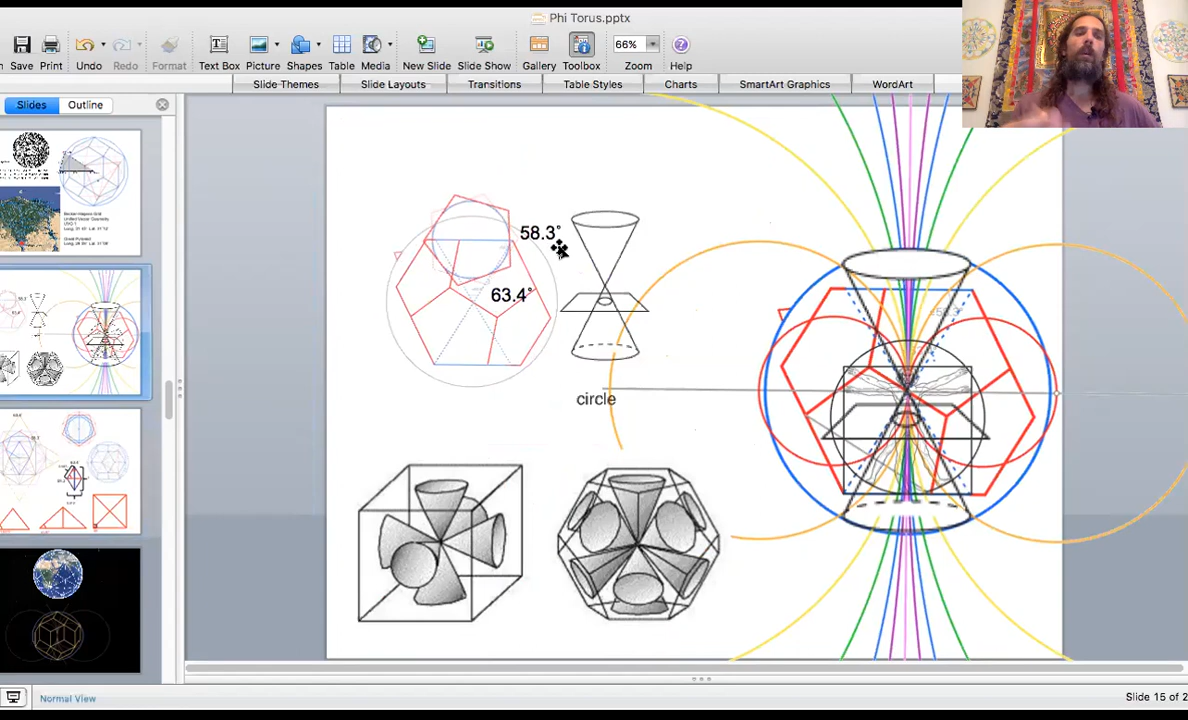 Phi Torus.pptx
Save Print Undo Redo Format Text Box Picture Shapes Table Media New Slide Slide Show Gallery Toolbox Zoom Help
66%
Slide Themes Slide Layouts Transitions Table Styles Charts SmartArt Graphics WordArt
Slides Outline
58.3°
63.4°
circle
Normal View
Slide 15 of 2